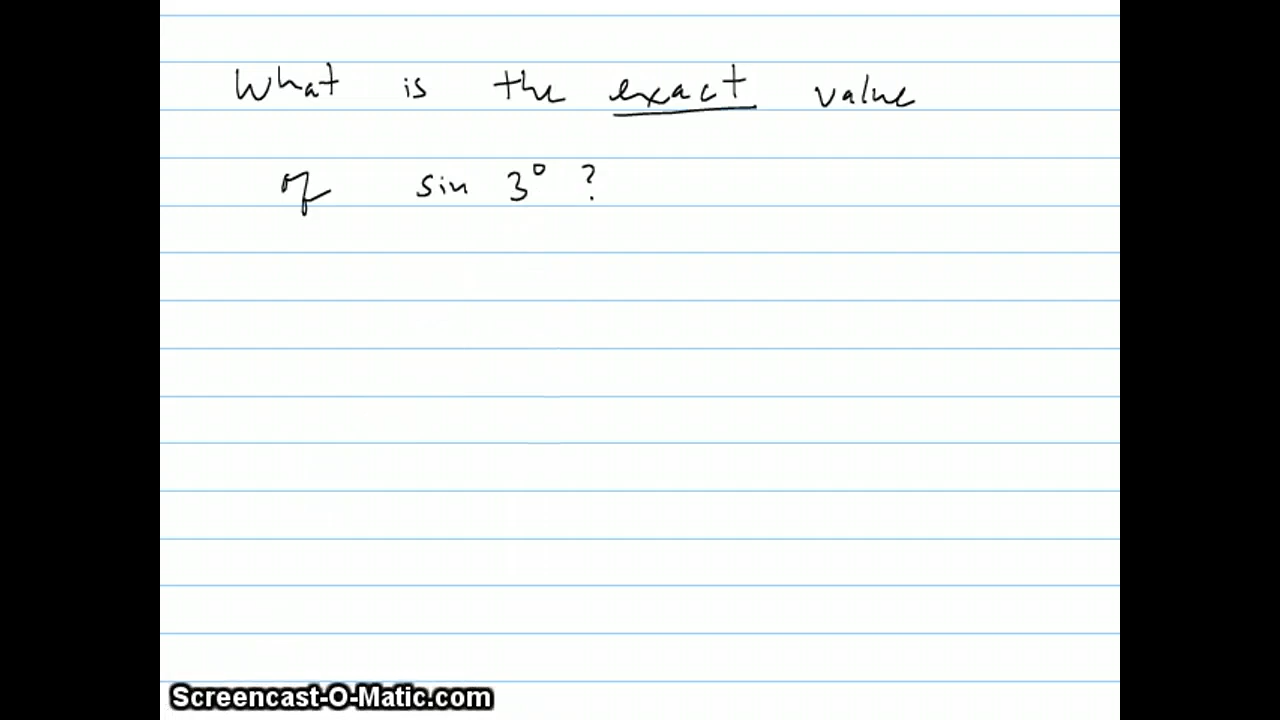 What is the exact value
of sin 3° ?
Screencast-O-Matic.com